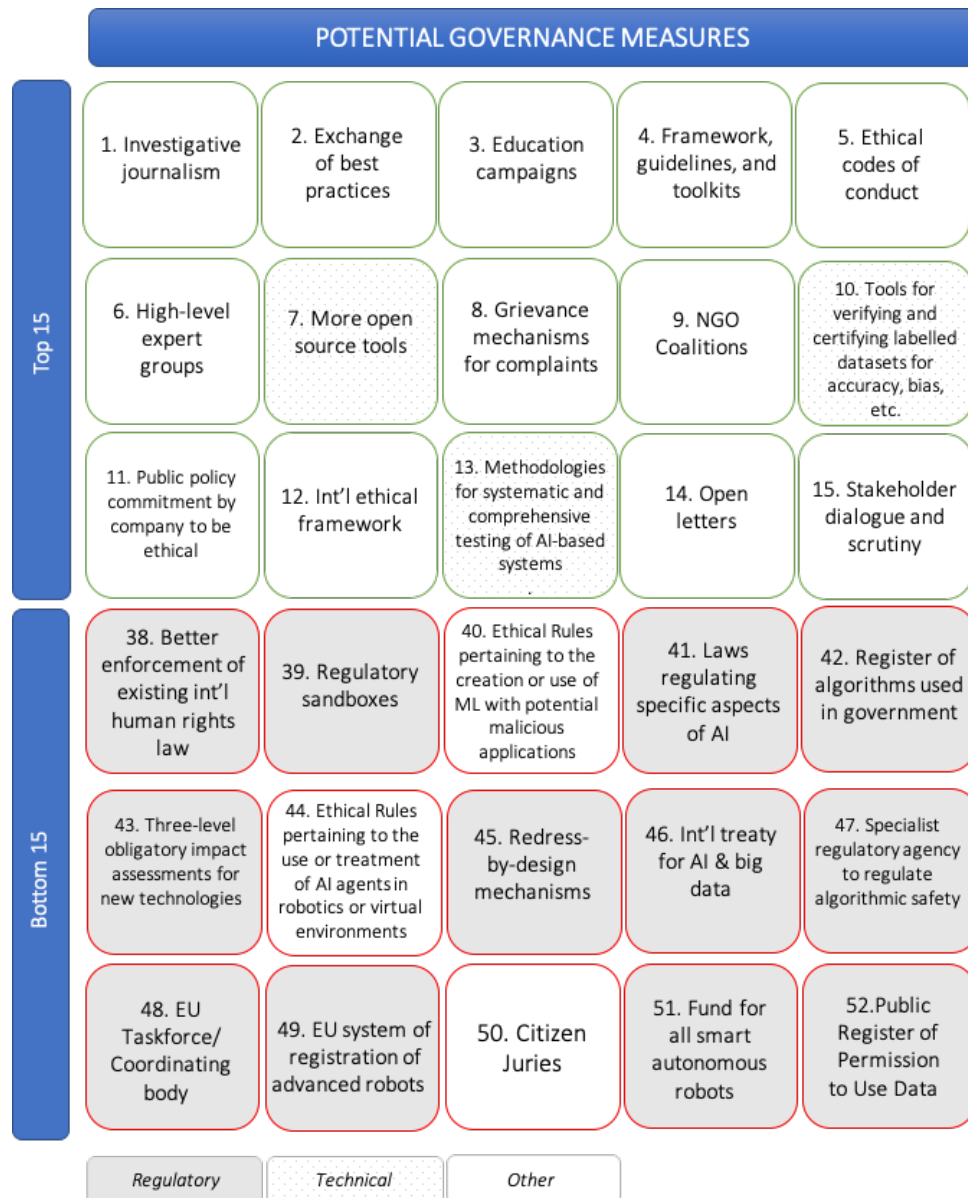 POTENTIAL GOVERNANCE MEASURES
Top 15
1. Investigative
journalism
2. Exchange
of best
practices
3. Education
campaigns
4. Framework,
guidelines, and
toolkits
5. Ethical
codes of
conduct
6. High-level
expert
groups
7. More open
source tools
8. Grievance
mechanisms
for complaints
9. NGO
Coalitions
10. Tools for
verifying and
certifying labelled
datasets for
accuracy, bias,
etc.
11. Public policy
commitment by
company to be
ethical
12. Int'l ethical
framework
13. Methodologies
for systematic and
comprehensive
testing of AI-based
systems
.
14. Open
letters
15. Stakeholder
dialogue and
scrutiny
Bottom 15
38. Better
enforcement of
existing int'l
human rights
law
39. Regulatory
sandboxes
40. Ethical Rules
pertaining to the
creation or use of
ML with potential
malicious
applications
41. Laws
regulating
specific aspects
of AI
42. Register of
algorithms used
in government
43. Three-level
obligatory impact
assessments for
new technologies
44. Ethical Rules
pertaining to the
use or treatment
of AI agents in
robotics or virtual
environments
45. Redress-
by-design
mechanisms
46. Int'l treaty
for AI & big
data
47. Specialist
regulatory agency
to regulate
algorithmic safety
48. EU
Taskforce/
Coordinating
body
49. EU system of
registration of
advanced robots
50. Citizen
Juries
51. Fund for
all smart
autonomous
robots
52.Public
Register of
Permission
to Use Data
Regulatory
Technical
Other